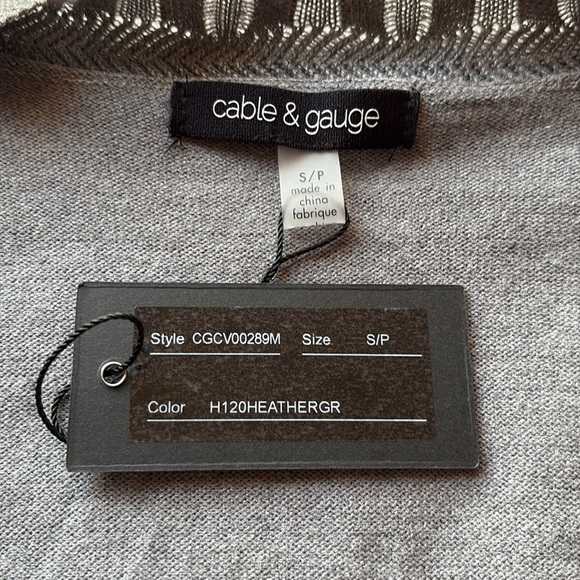 cable & gauge
S/P
made in
china
fabrique
Style CGCV00289M Size S/P
Color H120HEATHERGR